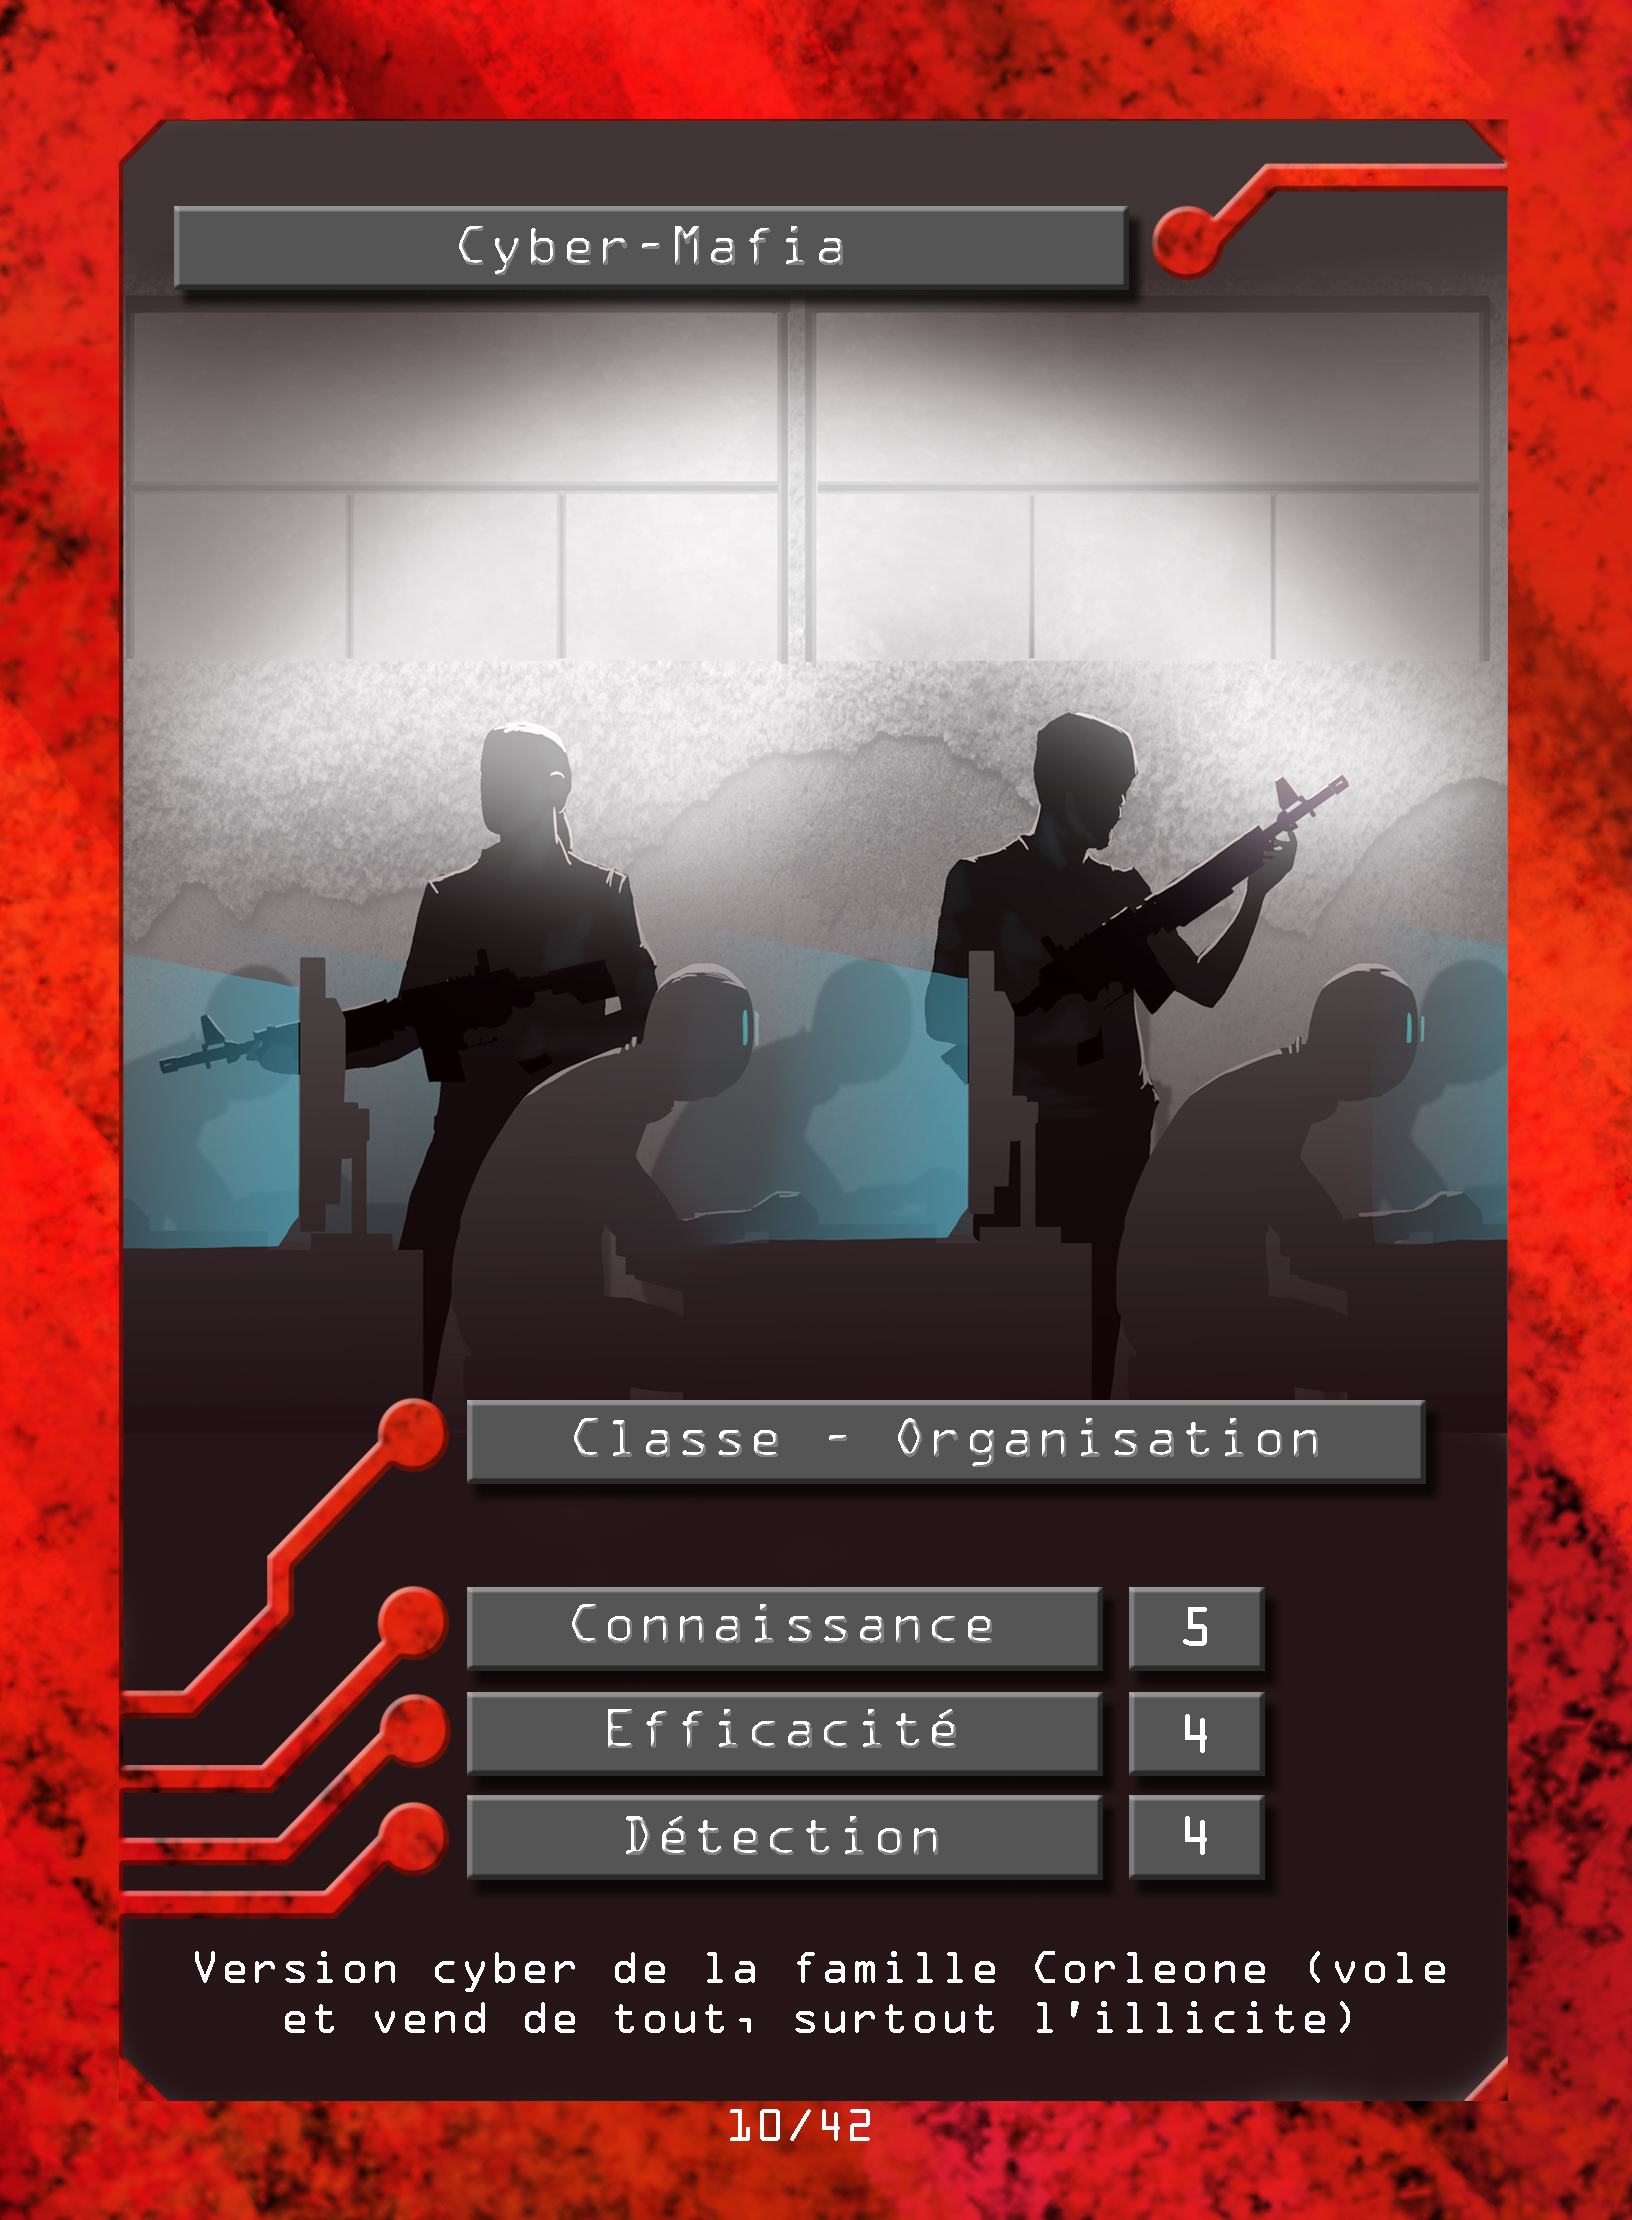 Cyber-Mafia
Classe - Organisation
Connaissance 5
Efficacité 4
Détection 4
Version cyber de la famille Corleone (vole
et vend de tout, surtout l'illicite)
10/42